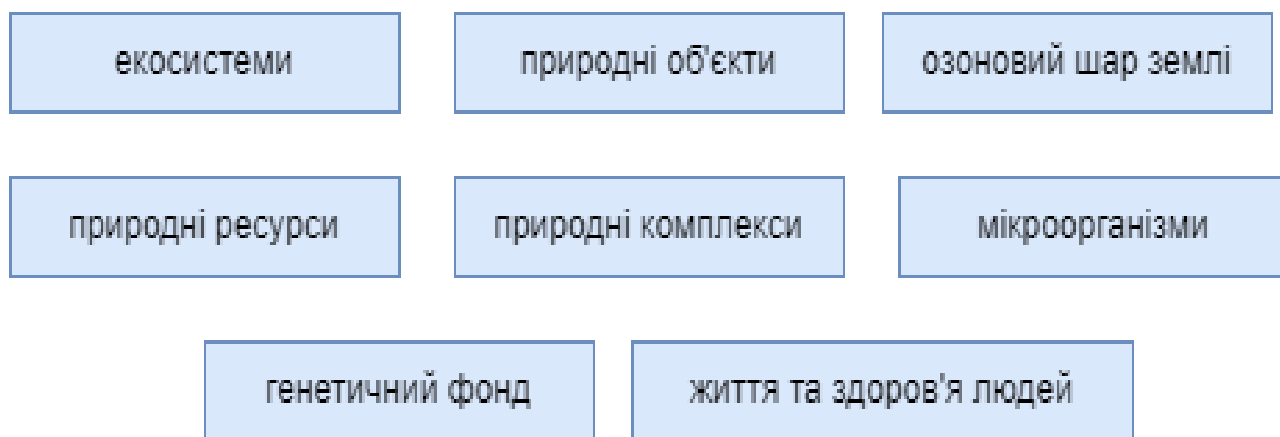 екосистеми
природні об'єкти
озоновий шар землі
природні ресурси
природні комплекси
мікроорганізми
генетичний фонд
життя та здоров'я людей